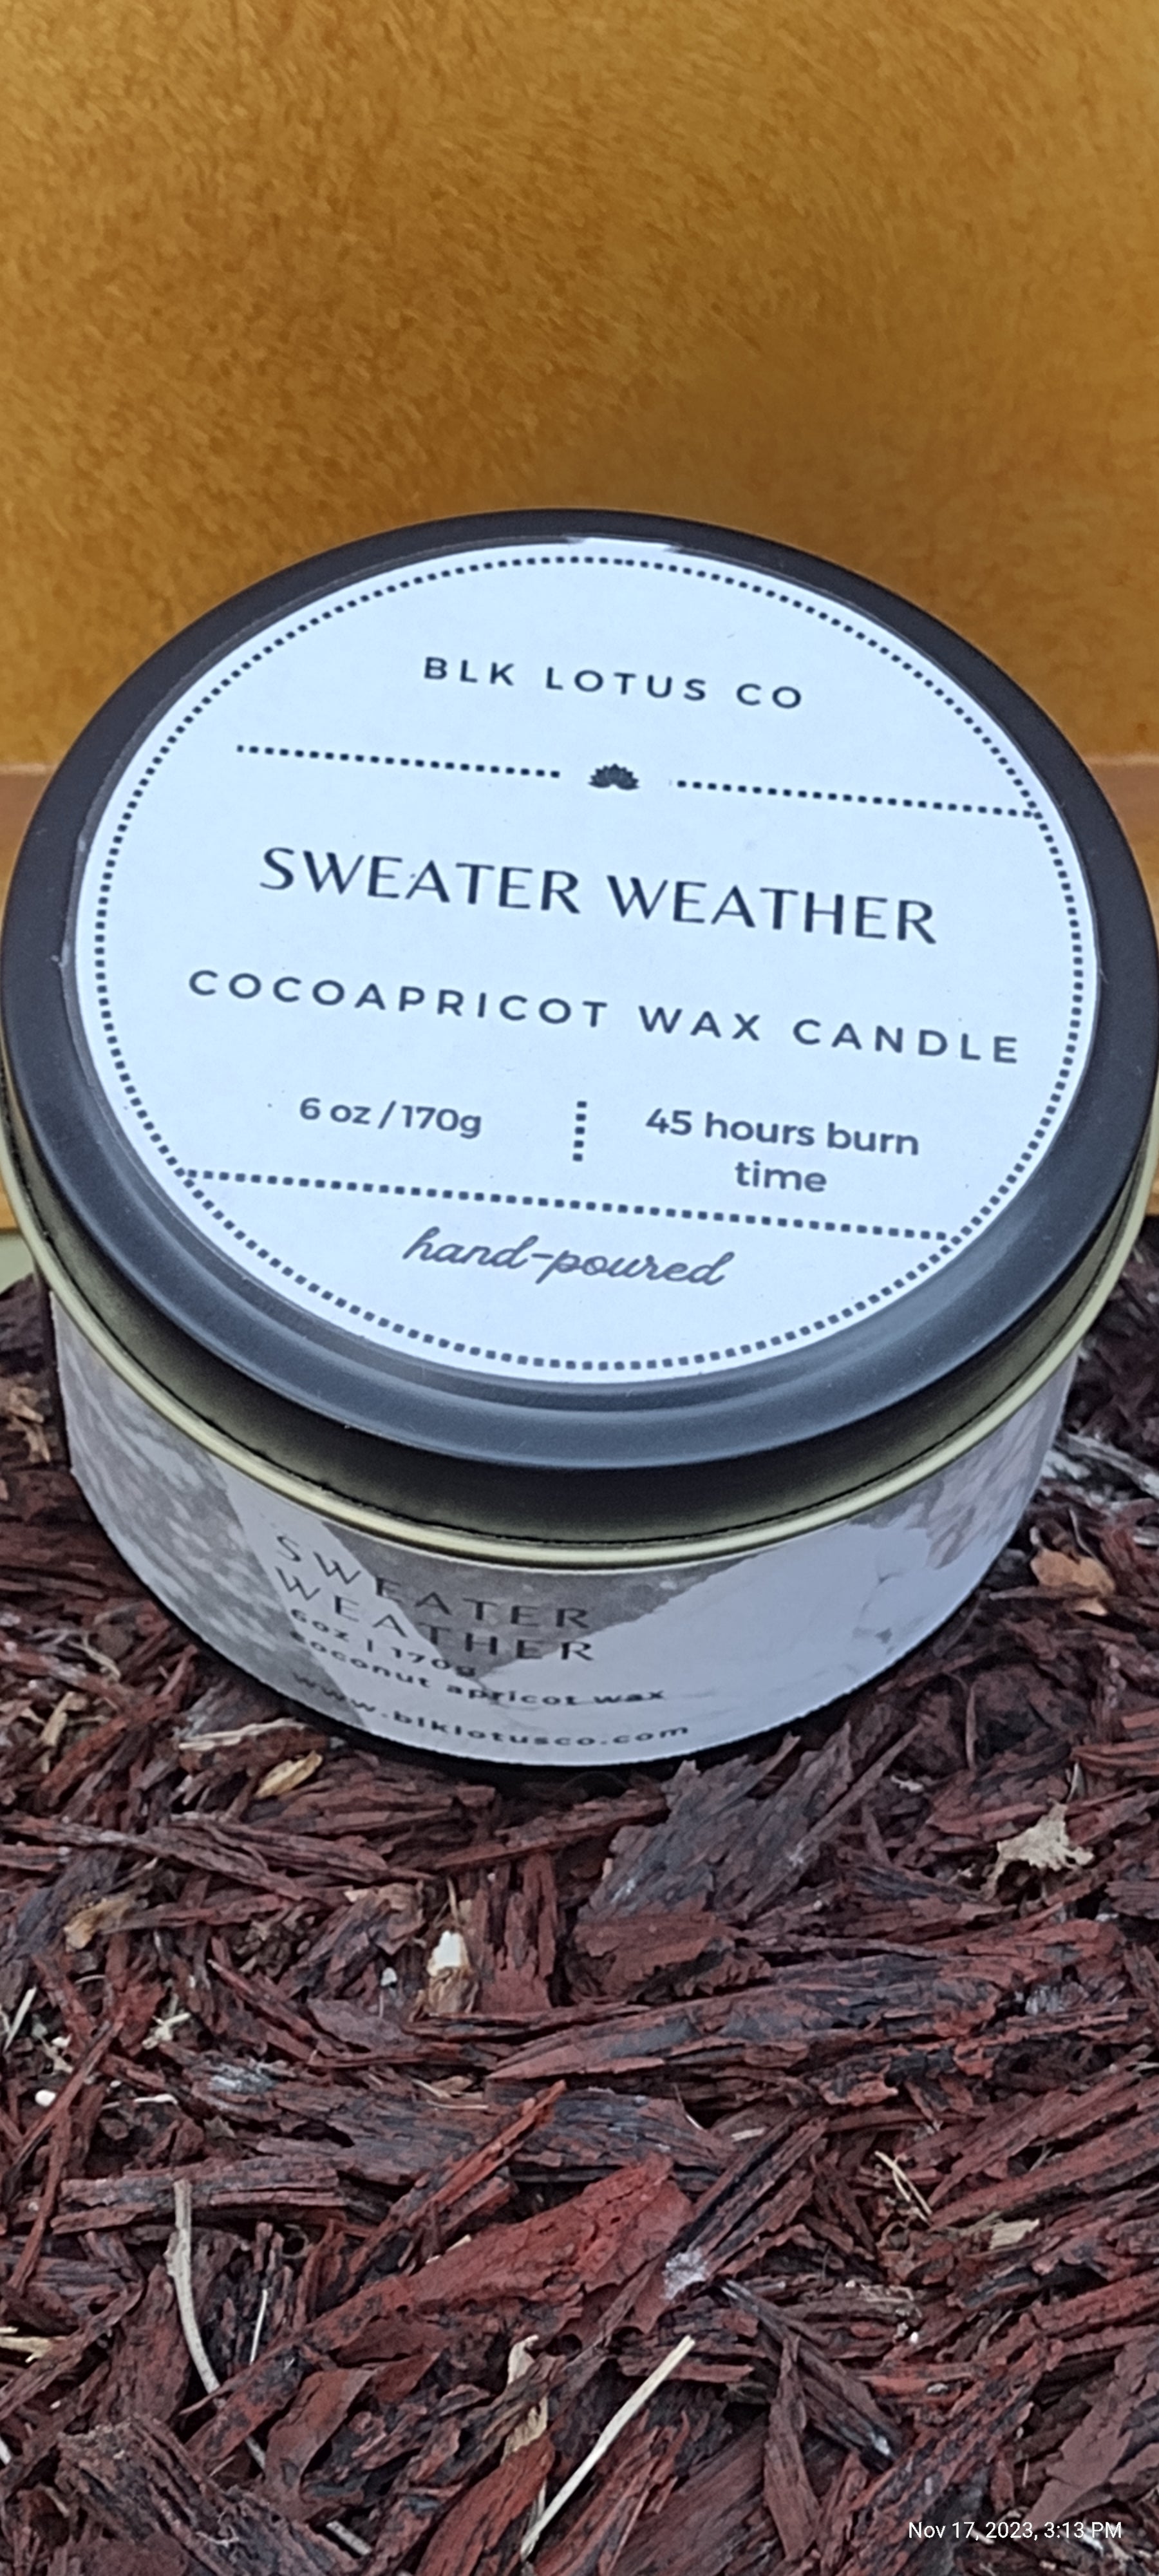 BLK LOTUS CO
SWEATER WEATHER
COCOAPRICOT WAX CANDLE
6 oz / 170g
45 hours burn
time
hand-poured
SWEATER
WEATHER
6oz | 170g
coconut apricot wax
www.blklotusco.com
Nov 17, 2023, 3:13 PM